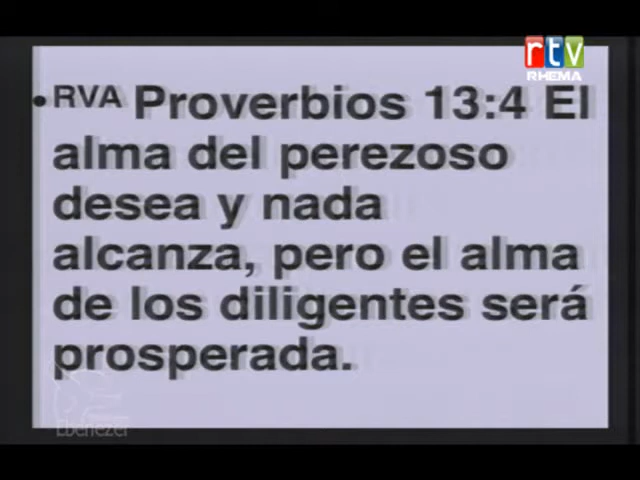 rtv
RHEMA
• RVA Proverbios 13:4 El
alma del perezoso
desea y nada
alcanza, pero el alma
de los diligentes será
prosperada.
Ebenezer